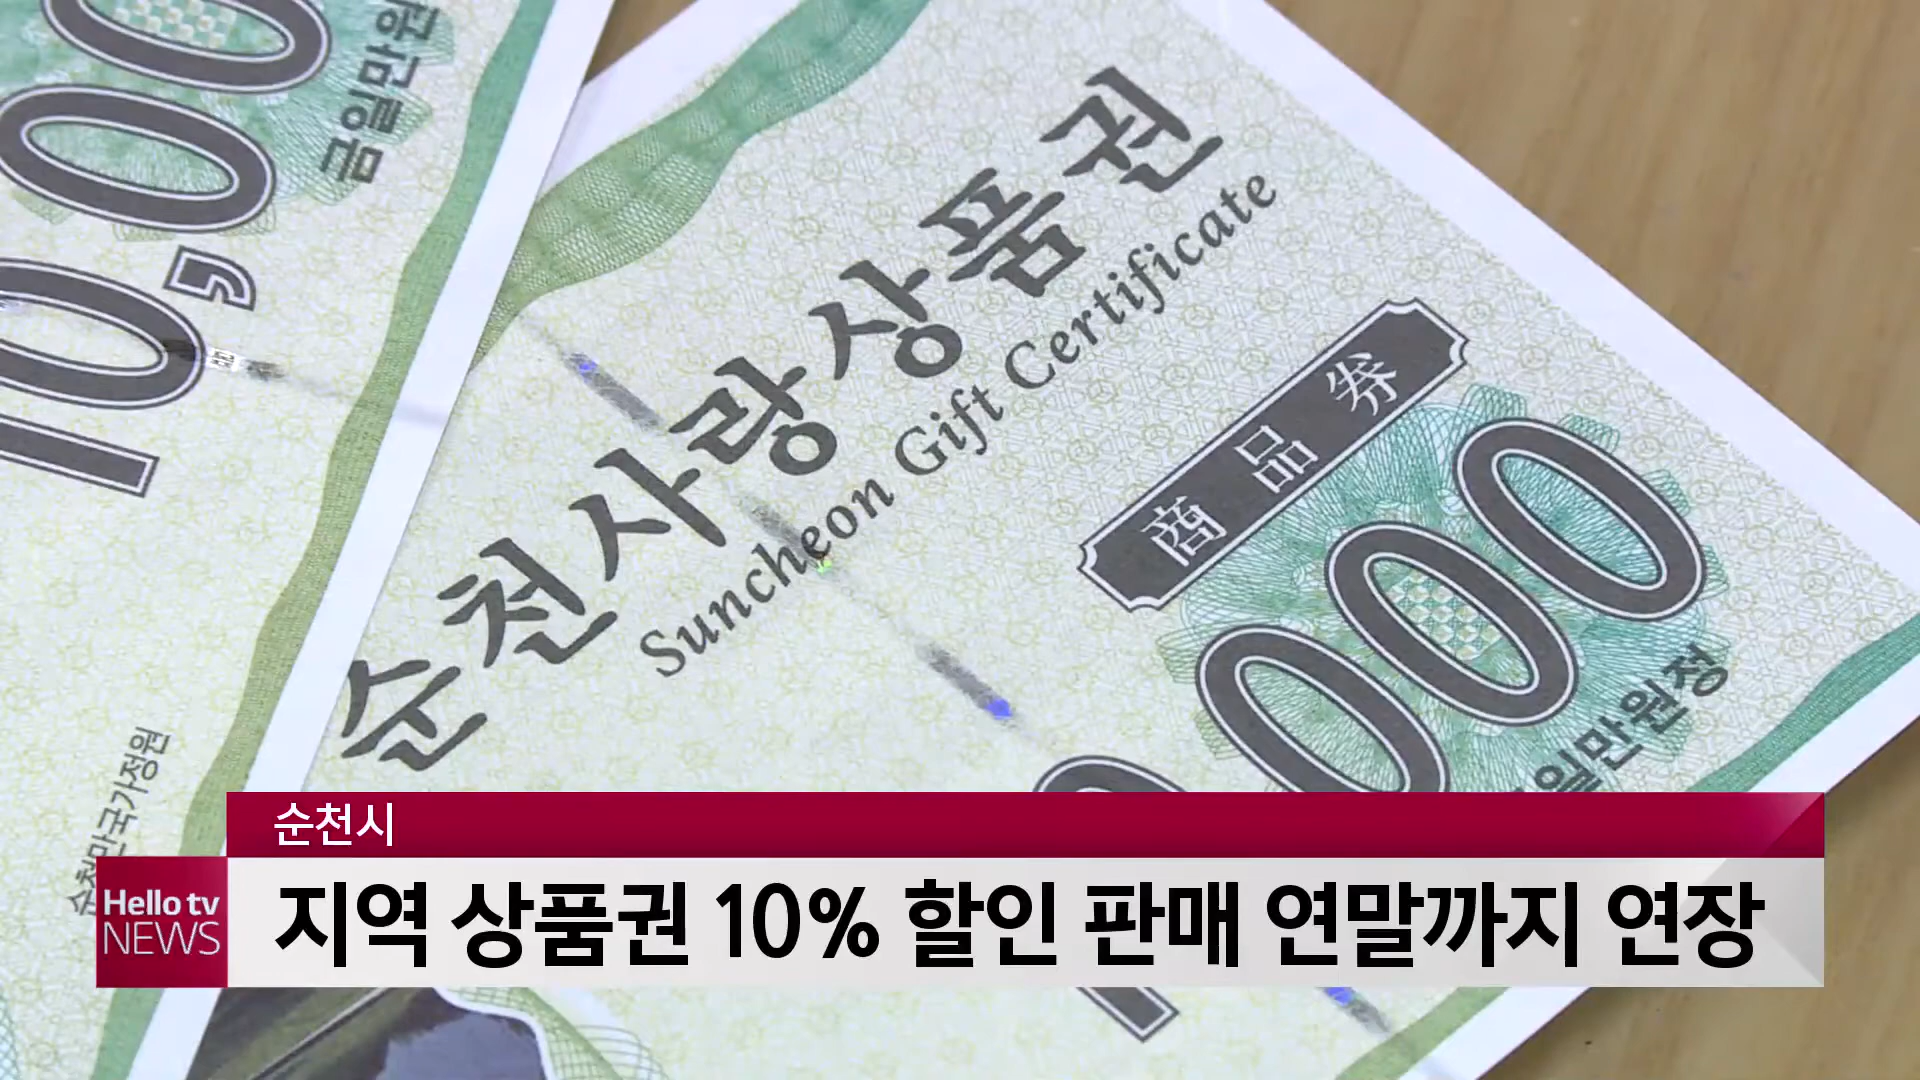 10,00
금일만원
순천만국가정원
순천사랑상품권
Suncheon Gift Certificate
商品券
000
일만원정
순천시
Hello tv
NEWS
지역 상품권 10% 할인 판매 연말까지 연장